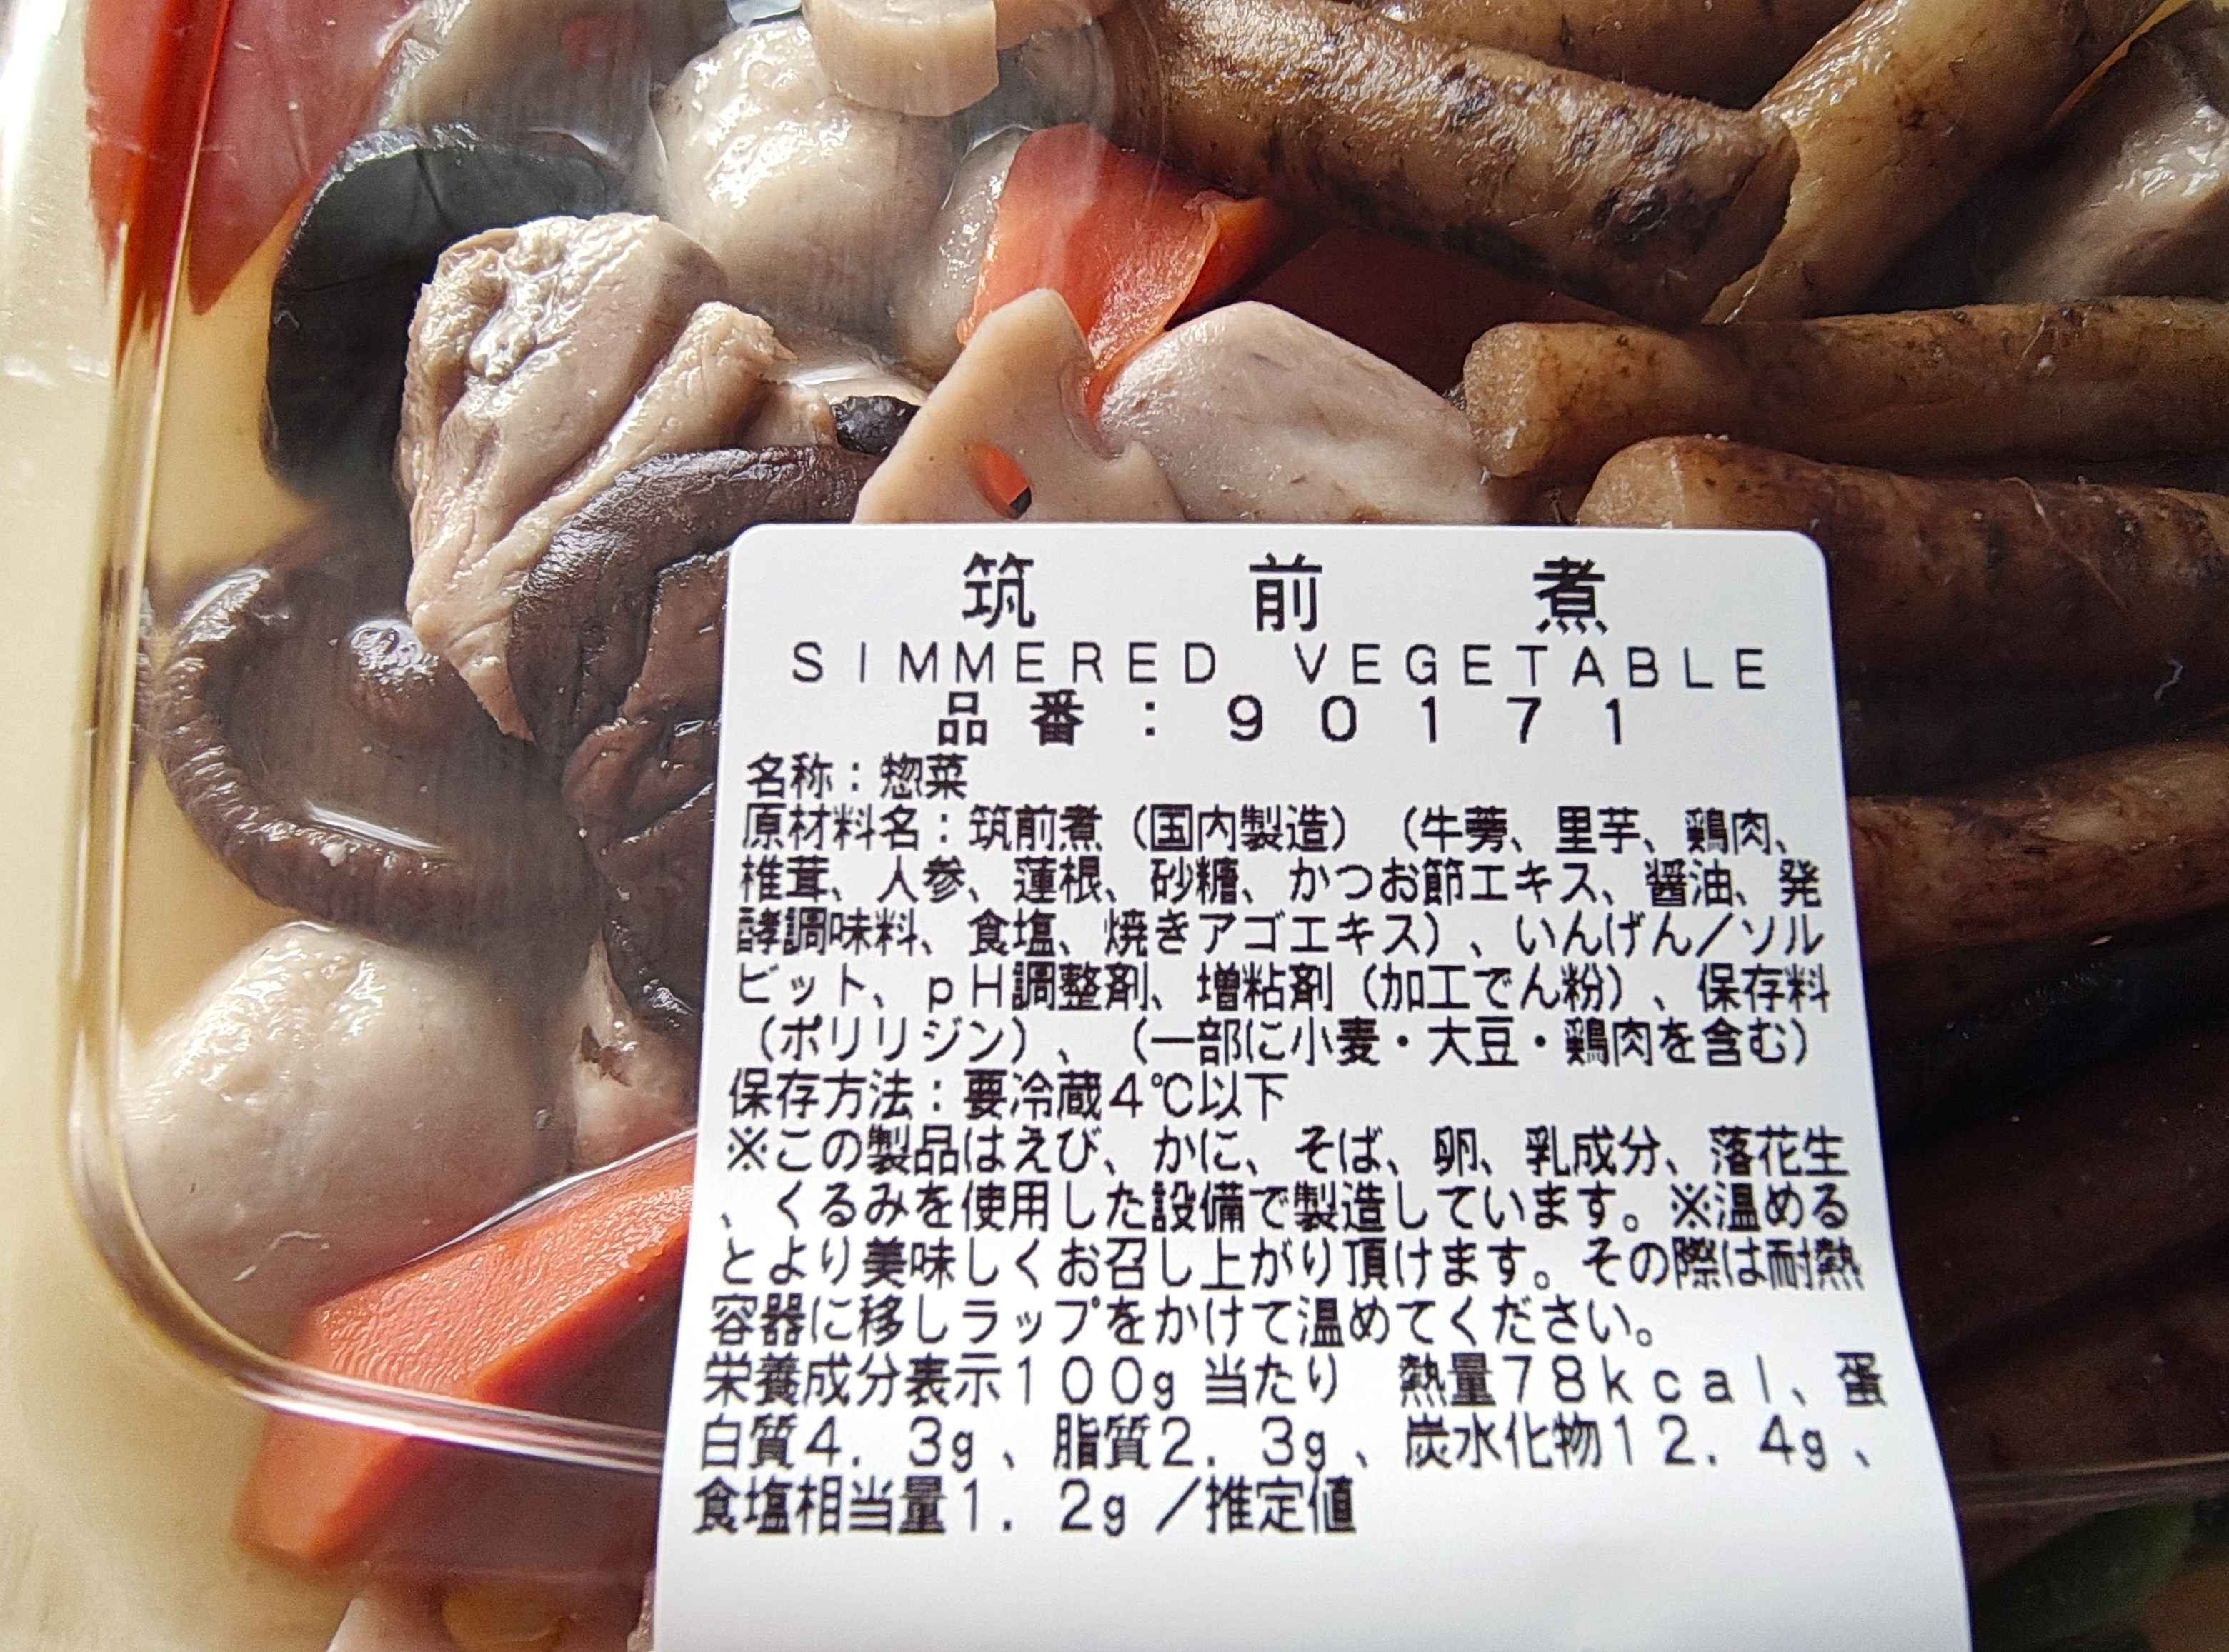 筑前煮
SIMMERED VEGETABLE
品番：90171
名称：惣菜
原材料名：筑前煮（国内製造）（牛蒡、里芋、鶏肉、
椎茸、人参、蓮根、砂糖、かつお節エキス、醤油、発
酵調味料、食塩、焼きアゴエキス）、いんげん／ソル
ビット、pH調整剤、増粘剤（加工でん粉）、保存料
（ポリリジン）、（一部に小麦・大豆・鶏肉を含む）
保存方法：要冷蔵4℃以下
※この製品はえび、かに、そば、卵、乳成分、落花生
、くるみを使用した設備で製造しています。※温める
とより美味しくお召し上がり頂けます。その際は耐熱
容器に移しラップをかけて温めてください。
栄養成分表示100g当たり　熱量78kcal、蛋
白質4．3g、脂質2．3g、炭水化物12．4g、
食塩相当量1．2g／推定値